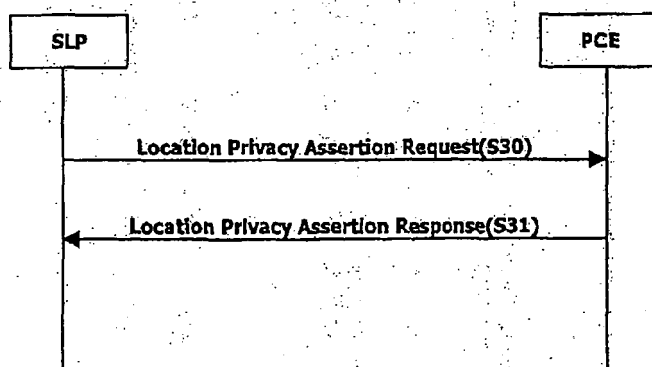 SLP
PCE
Location Privacy Assertion Request(S30)
Location Privacy Assertion Response(S31)